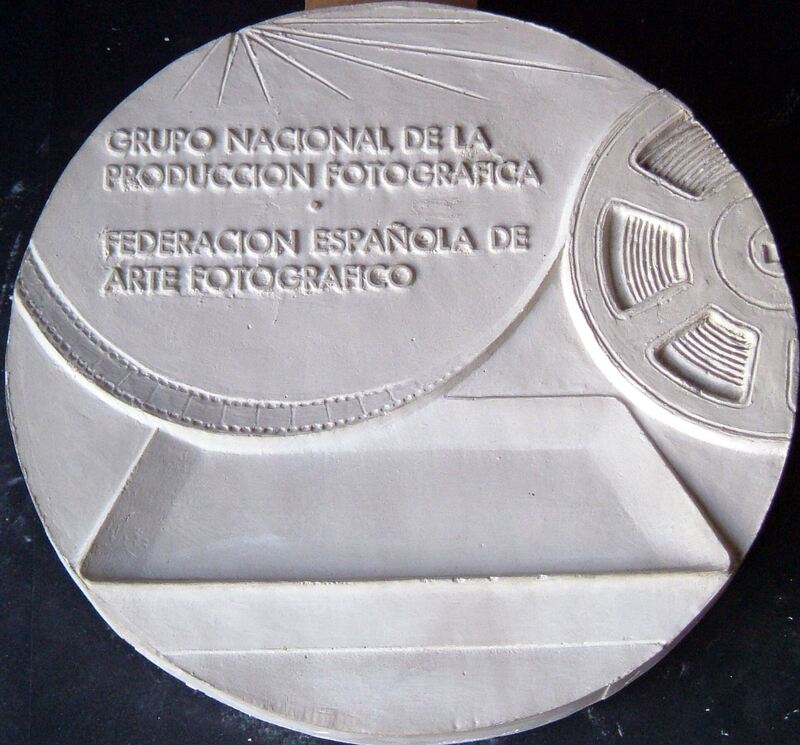 GRUPO NACIONAL DE LA
PRODUCCION FOTOGRAFICA
•
FEDERACION ESPAÑOLA DE
ARTE FOTOGRAFICO